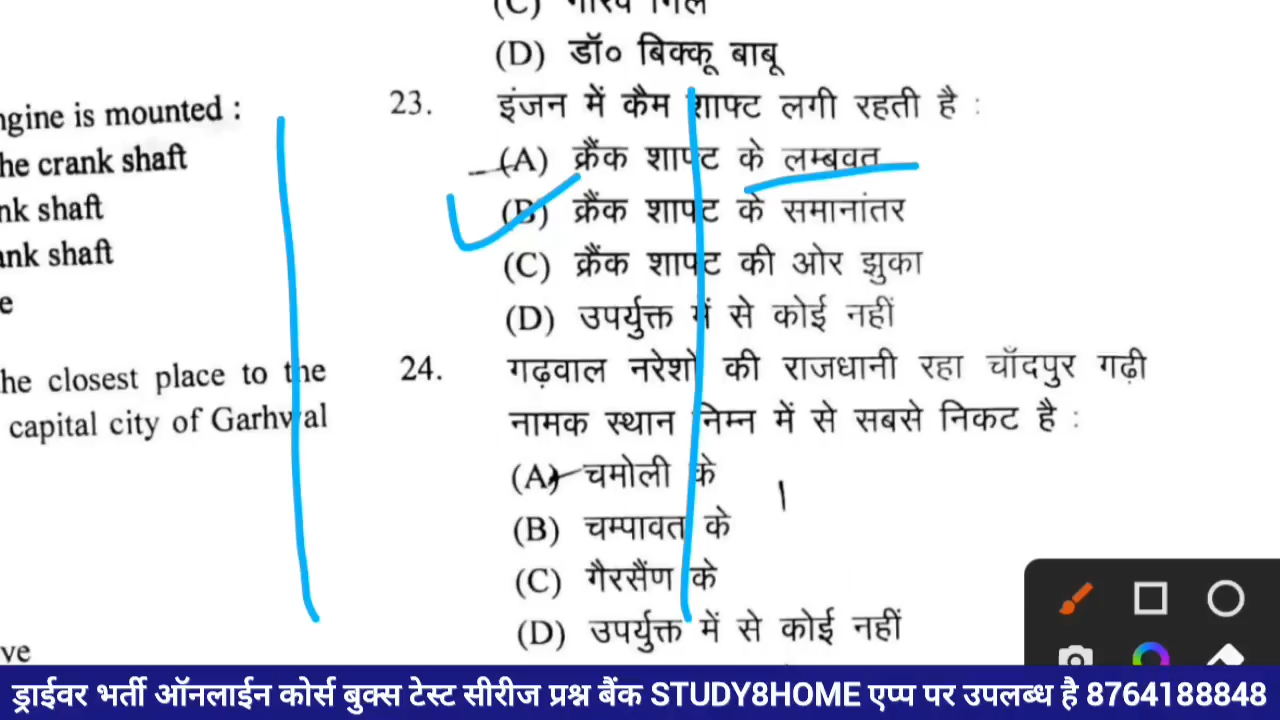 (C) गौरव गिल
(D) डॉ० बिक्कू बाबू
ngine is mounted :
he crank shaft
nk shaft
ank shaft
e
he closest place to the
capital city of Garhwal
ve
23. इंजन में कैम शाफ्ट लगी रहती है :
(A) क्रैंक शाफ्ट के लम्बवत
(B) क्रैंक शाफ्ट के समानांतर
(C) क्रैंक शाफ्ट की ओर झुका
(D) उपर्युक्त में से कोई नहीं
24. गढ़वाल नरेशों की राजधानी रहा चाँदपुर गढ़ी
नामक स्थान निम्न में से सबसे निकट है :
(A) चमोली के
(B) चम्पावत के
(C) गैरसैंण के
(D) उपर्युक्त में से कोई नहीं
ड्राईवर भर्ती ऑनलाईन कोर्स बुक्स टेस्ट सीरीज प्रश्न बैंक STUDY8HOME एप्प पर उपलब्ध है 8764188848